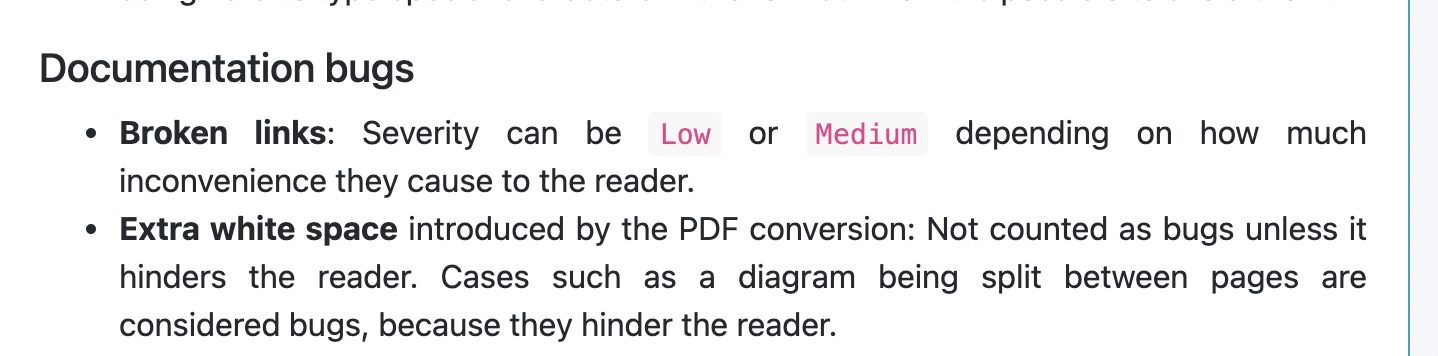 Documentation bugs
• Broken links: Severity can be Low or Medium depending on how much
inconvenience they cause to the reader.
• Extra white space introduced by the PDF conversion: Not counted as bugs unless it
hinders the reader. Cases such as a diagram being split between pages are
considered bugs, because they hinder the reader.